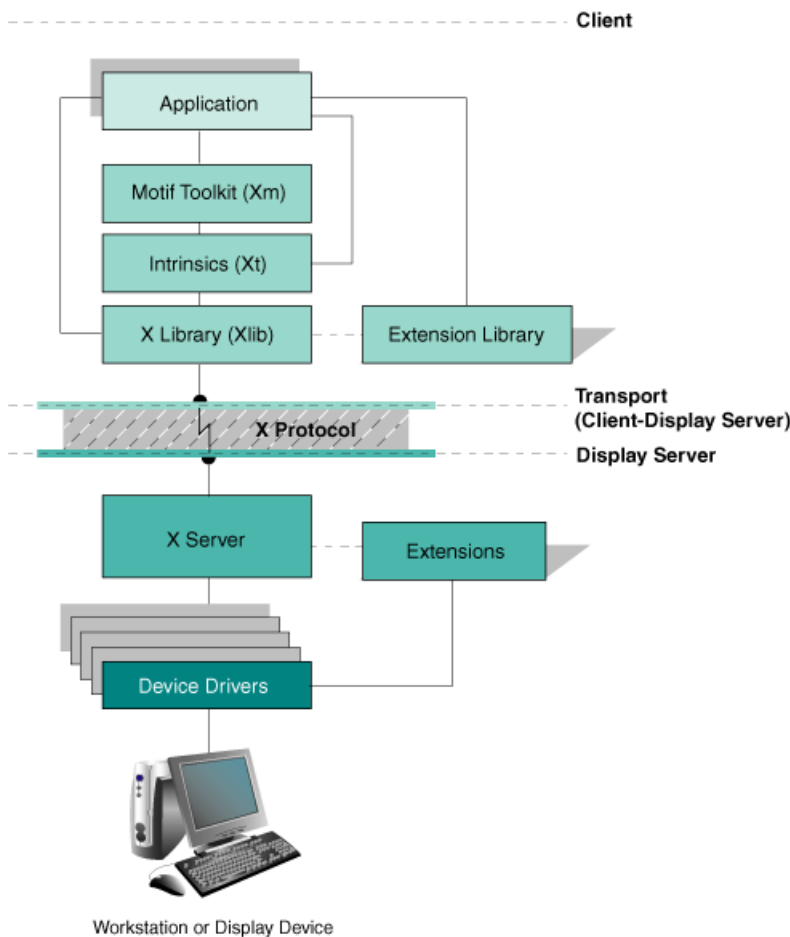 Client
Application
Motif Toolkit (Xm)
Intrinsics (Xt)
X Library (Xlib)
Extension Library
Transport
(Client-Display Server)
X Protocol
Display Server
X Server
Extensions
Device Drivers
Workstation or Display Device